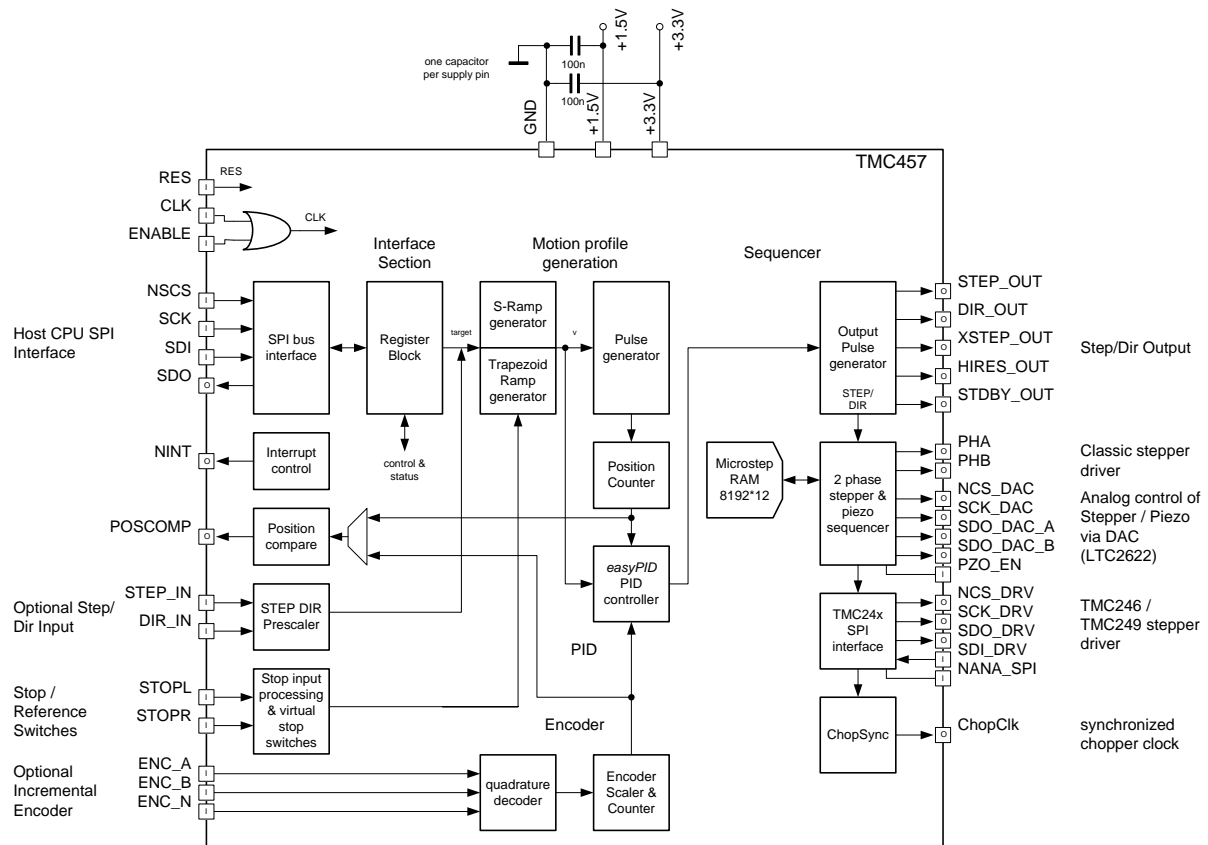 +1.5V
+3.3V
one capacitor
per supply pin
100n
100n
GND
+1.5V
+3.3V
TMC457
RES
RES
CLK
CLK
ENABLE
Interface
Section
Motion profile
generation
Sequencer
Host CPU SPI
Interface
NSCS
SCK
SDI
SDO
SPI bus
interface
Register
Block
target
S-Ramp
generator
Trapezoid
Ramp
generator
v
Pulse
generator
Output
Pulse
generator
STEP/
DIR
STEP_OUT
DIR_OUT
XSTEP_OUT
HIRES_OUT
STDBY_OUT
Step/Dir Output
NINT
Interrupt
control
control &
status
Position
Counter
Microstep
RAM
8192*12
2 phase
stepper &
piezo
sequencer
PHA
PHB
Classic stepper
driver
NCS_DAC
SCK_DAC
SDO_DAC_A
SDO_DAC_B
PZO_EN
Analog control of
Stepper / Piezo
via DAC
(LTC2622)
POSCOMP
Position
compare
easyPID
PID
controller
Optional Step/
Dir Input
STEP_IN
DIR_IN
STEP DIR
Prescaler
PID
TMC24x
SPI
interface
NCS_DRV
SCK_DRV
SDO_DRV
SDI_DRV
NANA_SPI
TMC246 /
TMC249 stepper
driver
Stop /
Reference
Switches
STOPL
STOPR
Stop input
processing
& virtual
stop
switches
Encoder
ChopSync
ChopClk
synchronized
chopper clock
Optional
Incremental
Encoder
ENC_A
ENC_B
ENC_N
quadrature
decoder
Encoder
Scaler &
Counter
I
I
I
I
I
I
O
O
O
I
I
I
I
I
I
I
O
O
O
O
O
O
O
O
O
O
O
I
O
O
O
I
I
O